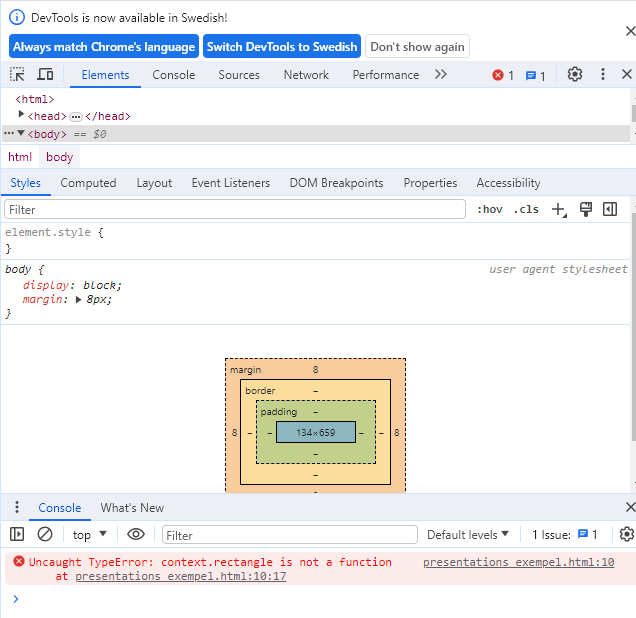 DevTools is now available in Swedish!
Always match Chrome's language Switch DevTools to Swedish Don't show again
Elements Console Sources Network Performance 1 1
<html>
<head> ••• </head>
••• <body> == $0
html body
Styles Computed Layout Event Listeners DOM Breakpoints Properties Accessibility
Filter :hov .cls
element.style {
}
body { user agent stylesheet
display: block;
margin: 8px;
}
margin 8
border –
padding –
8 – – 134×659 – – 8
–
–
Console What's New
top Filter Default levels 1 Issue: 1
Uncaught TypeError: context.rectangle is not a function presentations exempel.html:10
at presentations exempel.html:10:17